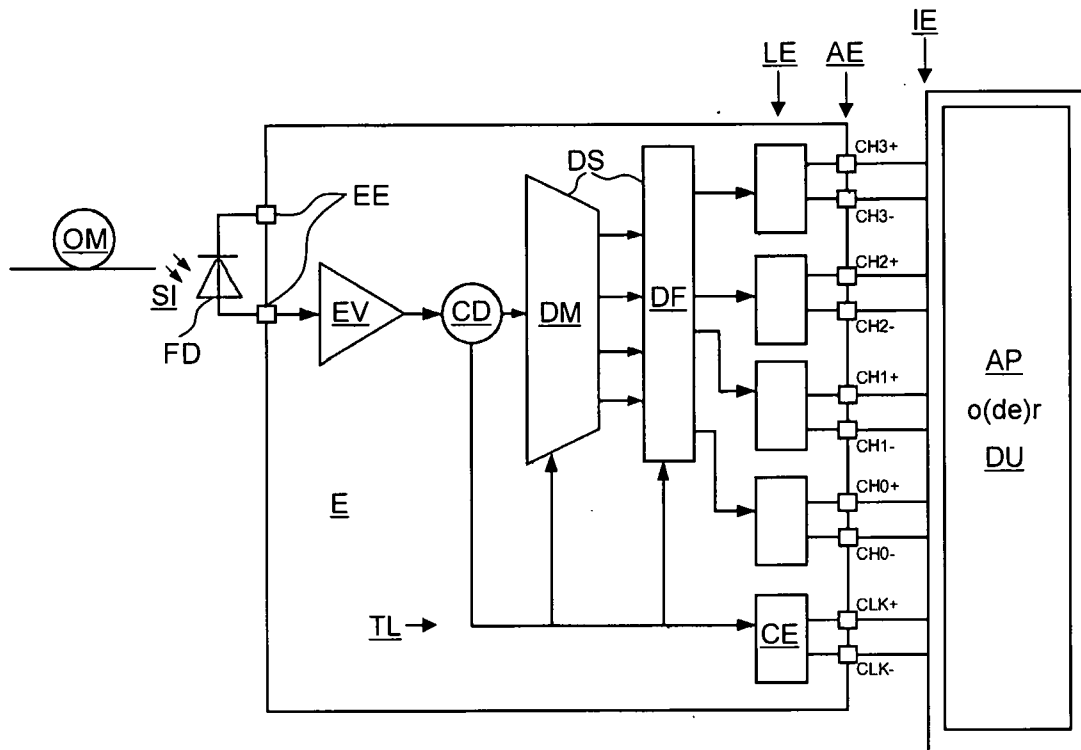 IE
LE AE
CH3+
DS
CH3-
EE
OM
CH2+
SI
EV CD DM DF
CH2-
FD
AP
CH1+
o(de)r
CH1-
DU
E
CH0+
CH0-
TL
CLK+
CE
CLK-